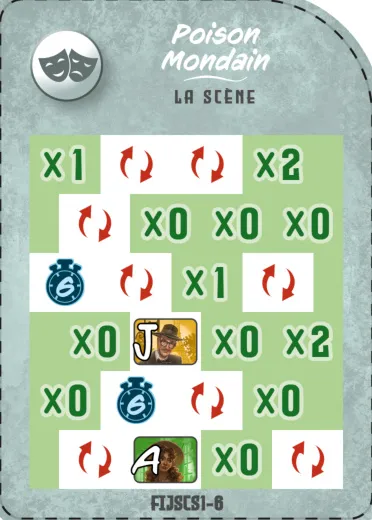 Poison
Mondain
LA SCÈNE
x1 x2
x0 x0 x0
6 x1
x0 J x0 x2
x0 6 x0
A x0
FIJSCS1-6